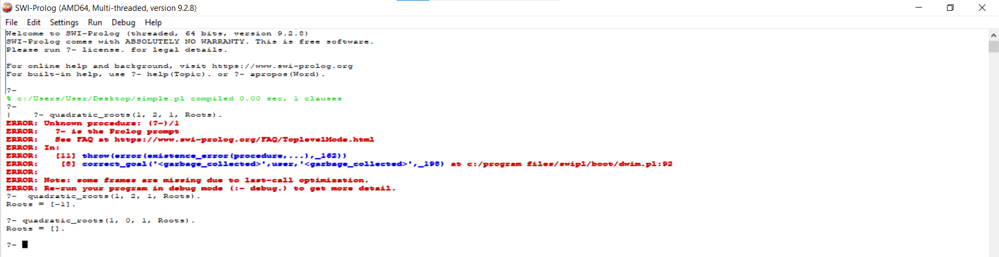 SWI-Prolog (AMD64, Multi-threaded, version 9.2.8)
File Edit Settings Run Debug Help
Welcome to SWI-Prolog (threaded, 64 bits, version 9.2.8)
SWI-Prolog comes with ABSOLUTELY NO WARRANTY. This is free software.
Please run ?- license. for legal details.
For online help and background, visit https://www.swi-prolog.org
For built-in help, use ?- help(Topic). or ?- apropos(Word).
?-
% c:/Users/User/Desktop/simple.pl compiled 0.00 sec, 1 clauses
?-
|    ?- quadratic_roots(1, 2, 1, Roots).
ERROR: Unknown procedure: (?-)/1
ERROR:   ?- is the Prolog prompt
ERROR:   See FAQ at https://www.swi-prolog.org/FAQ/ToplevelMode.html
ERROR: In:
ERROR:   [11] throw(error(existence_error(procedure,...),_162))
ERROR:    [8] correct_goal('<garbage_collected>',user,'<garbage_collected>',_198) at c:/program files/swipl/boot/dwim.pl:92
ERROR:
ERROR: Note: some frames are missing due to last-call optimization.
ERROR: Re-run your program in debug mode (:- debug.) to get more detail.
?-  quadratic_roots(1, 2, 1, Roots).
Roots = [-1].
?- quadratic_roots(1, 0, 1, Roots).
Roots = [].
?-